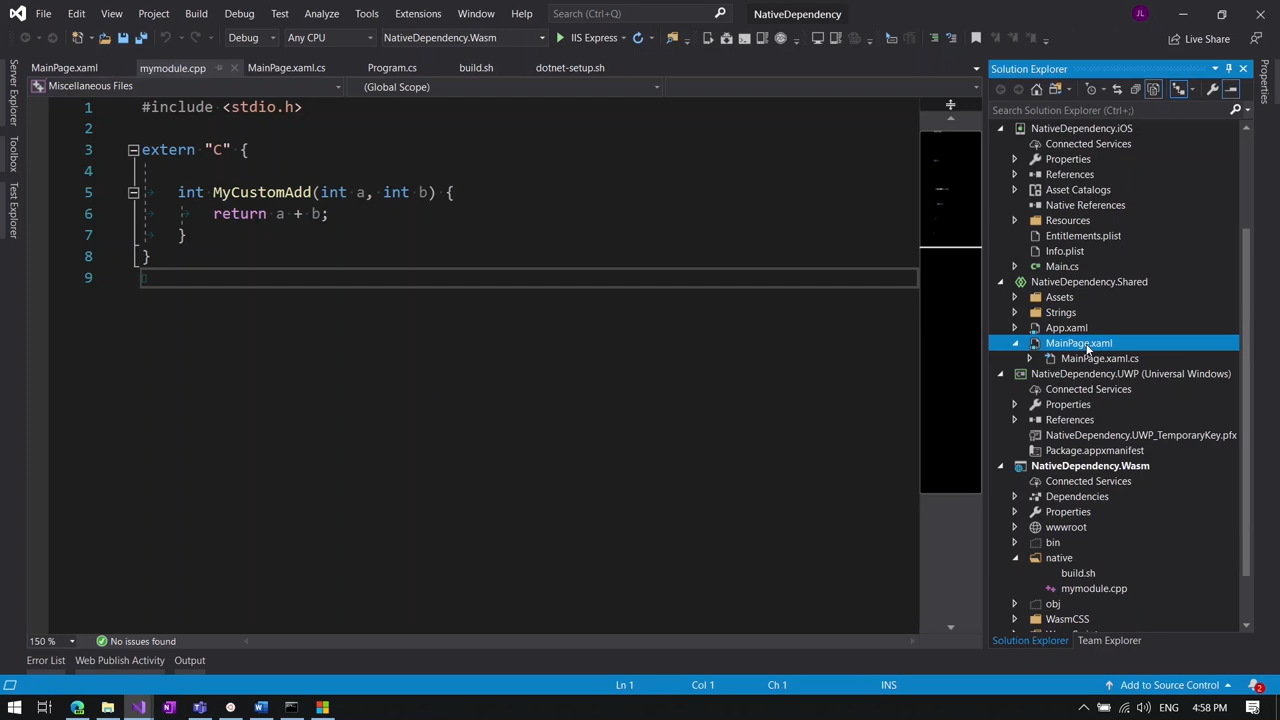 File Edit View Project Build Debug Test Analyze Tools Extensions Window Help Search (Ctrl+Q) NativeDependency JL
Debug Any CPU NativeDependency.Wasm IIS Express Live Share
MainPage.xaml mymodule.cpp MainPage.xaml.cs Program.cs build.sh dotnet-setup.sh
Miscellaneous Files (Global Scope)
Server Explorer
Toolbox
Test Explorer
1 #include <stdio.h>
2
3 extern "C" {
4
5 int MyCustomAdd(int a, int b) {
6 return a + b;
7 }
8 }
9
150 % No issues found
Solution Explorer
Search Solution Explorer (Ctrl+;)
NativeDependency.iOS
Connected Services
Properties
References
Asset Catalogs
Native References
Resources
Entitlements.plist
Info.plist
Main.cs
NativeDependency.Shared
Assets
Strings
App.xaml
MainPage.xaml
MainPage.xaml.cs
NativeDependency.UWP (Universal Windows)
Connected Services
Properties
References
NativeDependency.UWP_TemporaryKey.pfx
Package.appxmanifest
NativeDependency.Wasm
Connected Services
Dependencies
Properties
wwwroot
bin
native
build.sh
mymodule.cpp
obj
WasmCSS
Solution Explorer Team Explorer
Properties
Error List Web Publish Activity Output
Ln 1 Col 1 Ch 1 INS Add to Source Control 2
4:58 PM